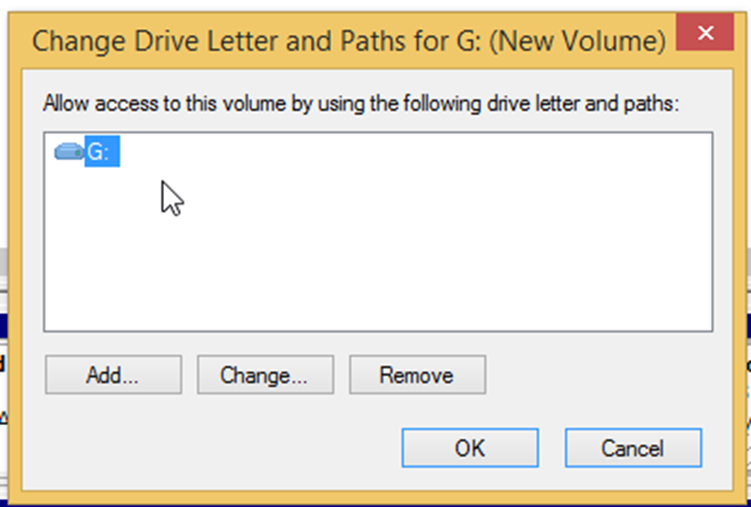 Change Drive Letter and Paths for G: (New Volume)
Allow access to this volume by using the following drive letter and paths:
G:
Add... Change... Remove
OK Cancel